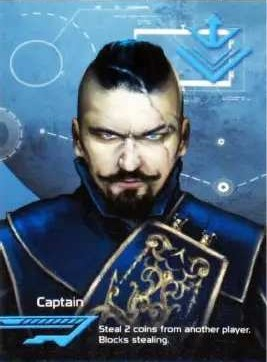 Captain
Steal 2 coins from another player.
Blocks stealing.